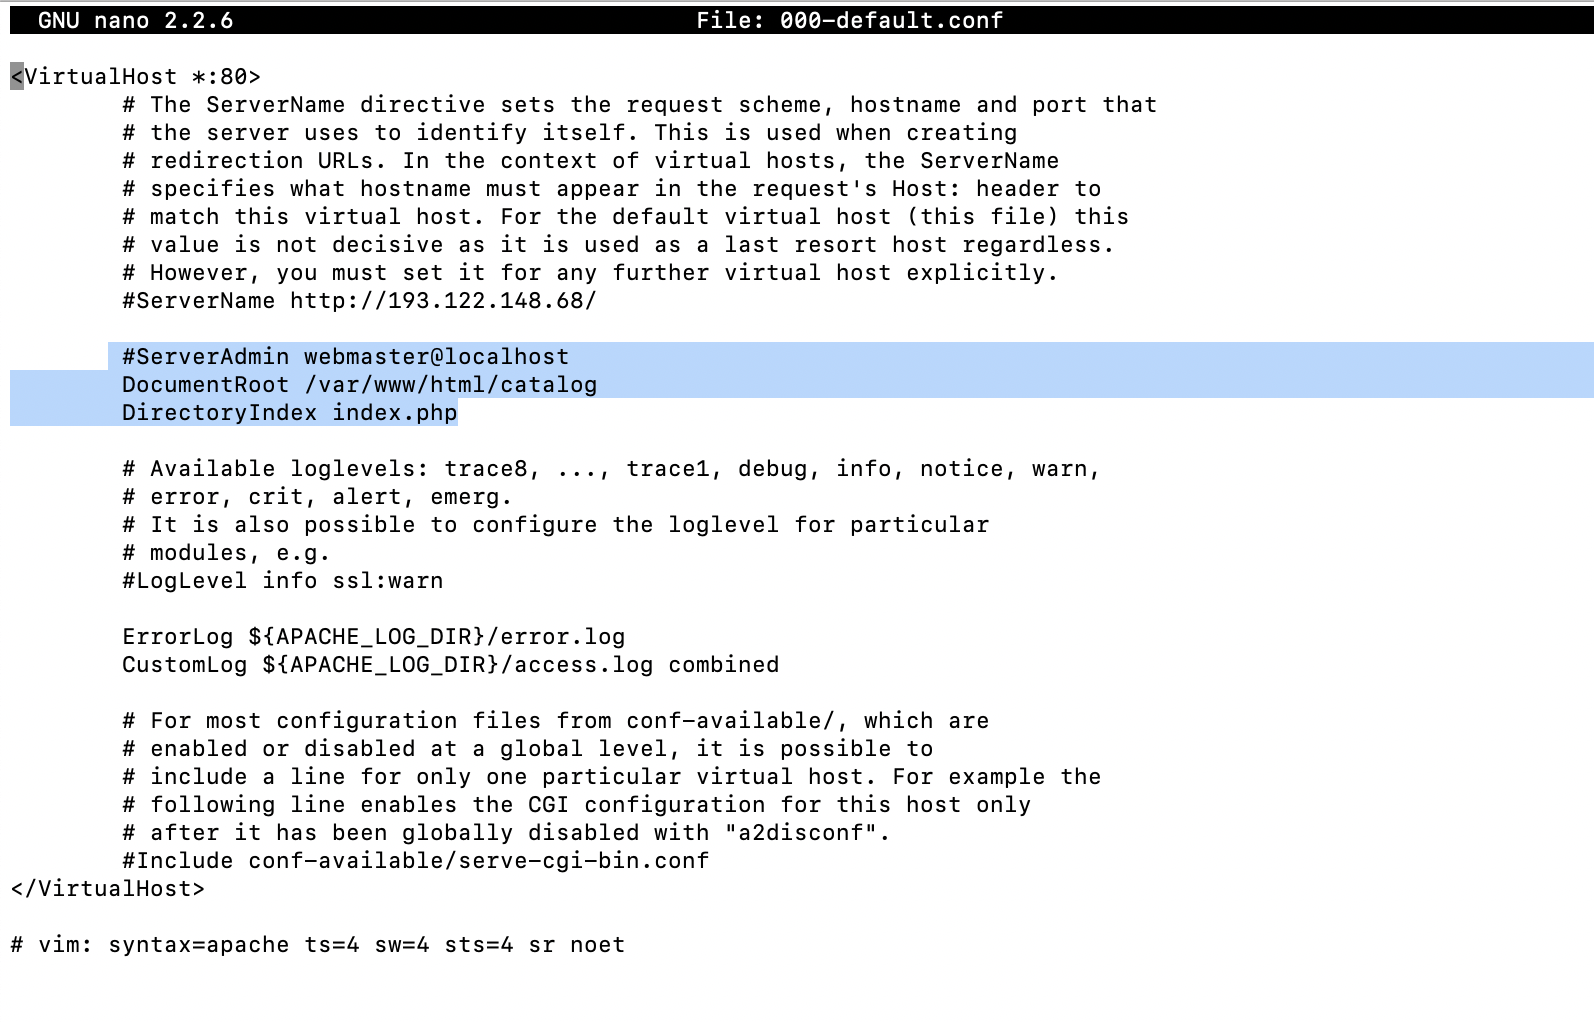 GNU nano 2.2.6 File: 000-default.conf
<VirtualHost *:80>
# The ServerName directive sets the request scheme, hostname and port that
# the server uses to identify itself. This is used when creating
# redirection URLs. In the context of virtual hosts, the ServerName
# specifies what hostname must appear in the request's Host: header to
# match this virtual host. For the default virtual host (this file) this
# value is not decisive as it is used as a last resort host regardless.
# However, you must set it for any further virtual host explicitly.
#ServerName http://193.122.148.68/
#ServerAdmin webmaster@localhost
DocumentRoot /var/www/html/catalog
DirectoryIndex index.php
# Available loglevels: trace8, ..., trace1, debug, info, notice, warn,
# error, crit, alert, emerg.
# It is also possible to configure the loglevel for particular
# modules, e.g.
#LogLevel info ssl:warn
ErrorLog ${APACHE_LOG_DIR}/error.log
CustomLog ${APACHE_LOG_DIR}/access.log combined
# For most configuration files from conf-available/, which are
# enabled or disabled at a global level, it is possible to
# include a line for only one particular virtual host. For example the
# following line enables the CGI configuration for this host only
# after it has been globally disabled with "a2disconf".
#Include conf-available/serve-cgi-bin.conf
</VirtualHost>
# vim: syntax=apache ts=4 sw=4 sts=4 sr noet